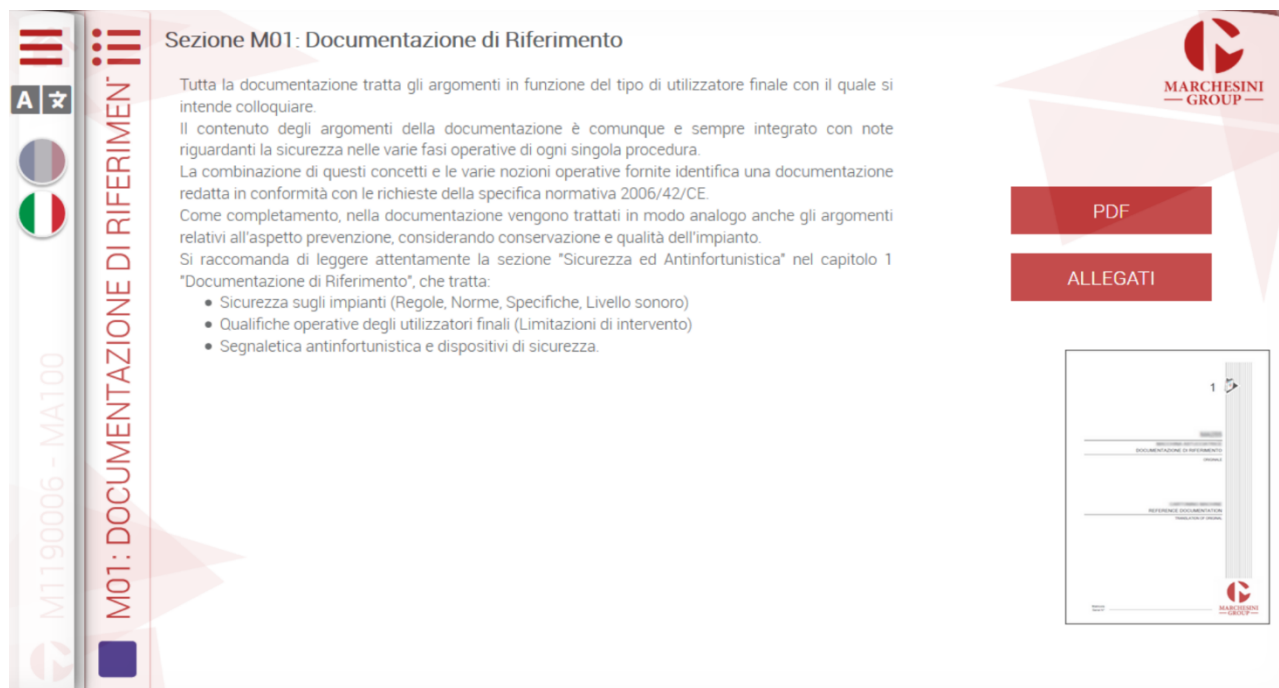 Sezione M01: Documentazione di Riferimento
Tutta la documentazione tratta gli argomenti in funzione del tipo di utilizzatore finale con il quale si
intende colloquiare.
Il contenuto degli argomenti della documentazione è comunque e sempre integrato con note
riguardanti la sicurezza nelle varie fasi operative di ogni singola procedura.
La combinazione di questi concetti e le varie nozioni operative fornite identifica una documentazione
redatta in conformità con le richieste della specifica normativa 2006/42/CE.
Come completamento, nella documentazione vengono trattati in modo analogo anche gli argomenti
relativi all'aspetto prevenzione, considerando conservazione e qualità dell'impianto.
Si raccomanda di leggere attentamente la sezione "Sicurezza ed Antinfortunistica" nel capitolo 1
"Documentazione di Riferimento", che tratta:
● Sicurezza sugli impianti (Regole, Norme, Specifiche, Livello sonoro)
● Qualifiche operative degli utilizzatori finali (Limitazioni di intervento)
● Segnaletica antinfortunistica e dispositivi di sicurezza.
A 文
M1190006 - MA100
M01: DOCUMENTAZIONE DI RIFERIMEN
MARCHESINI
GROUP
PDF
ALLEGATI
1
DOCUMENTAZIONE DI RIFERIMENTO
ORIGINALE
REFERENCE DOCUMENTATION
TRANSLATION OF ORIGINAL
MARCHESINI
GROUP